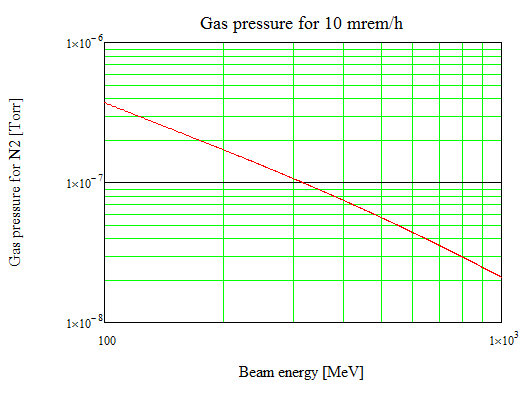 Gas pressure for 10 mrem/h
1×10⁻⁶
Gas pressure for N2 [Torr]
1×10⁻⁷
1×10⁻⁸
100
1×10³
Beam energy [MeV]